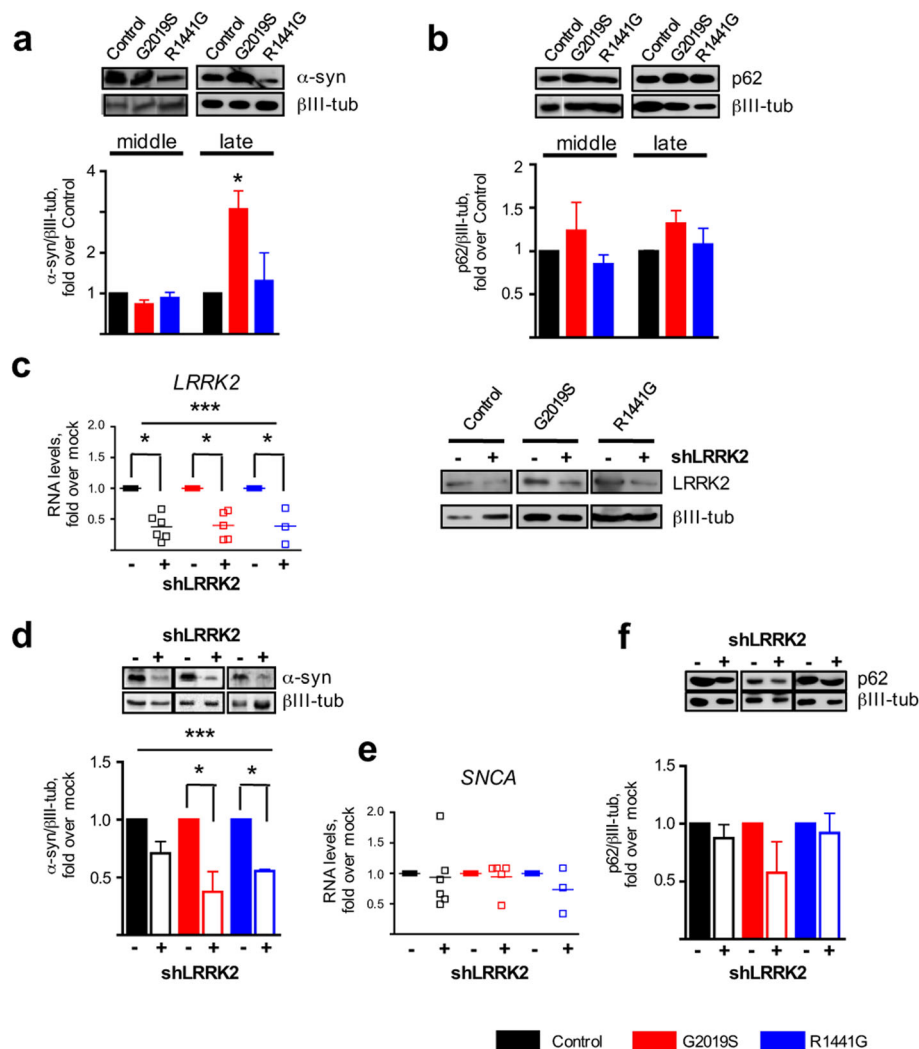 a
Control
G2019S
R1441G
Control
G2019S
R1441G
α-syn
βIII-tub
middle
late
α-syn/βIII-tub,
fold over Control
4
2
1
*
b
Control
G2019S
R1441G
Control
G2019S
R1441G
p62
βIII-tub
middle
late
p62/βIII-tub,
fold over Control
2
1.5
1
0.5
c
LRRK2
***
* * *
RNA levels,
fold over mock
2.0
1.5
1.0
0.5
- + - + - +
shLRRK2
Control
G2019S
R1441G
- + - + - + shLRRK2
LRRK2
βIII-tub
d
shLRRK2
- + - + - +
α-syn
βIII-tub
***
* *
α-syn/βIII-tub,
fold over mock
1.5
1.0
0.5
- + - + - +
shLRRK2
e
SNCA
RNA levels,
fold over mock
2.0
1.5
1.0
0.5
- + - + - +
shLRRK2
f
shLRRK2
- + - + - +
p62
βIII-tub
p62/βIII-tub,
fold over mock
1.5
1.0
0.5
- + - + - +
shLRRK2
Control G2019S R1441G